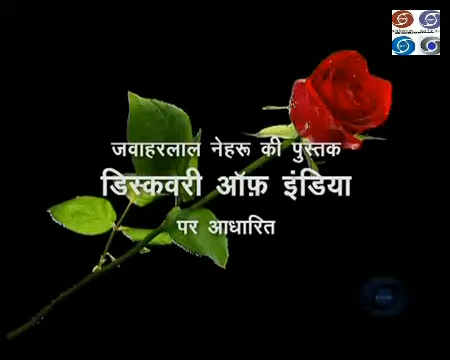 जवाहरलाल नेहरू की पुस्तक
डिस्कवरी ऑफ़ इंडिया
पर आधारित